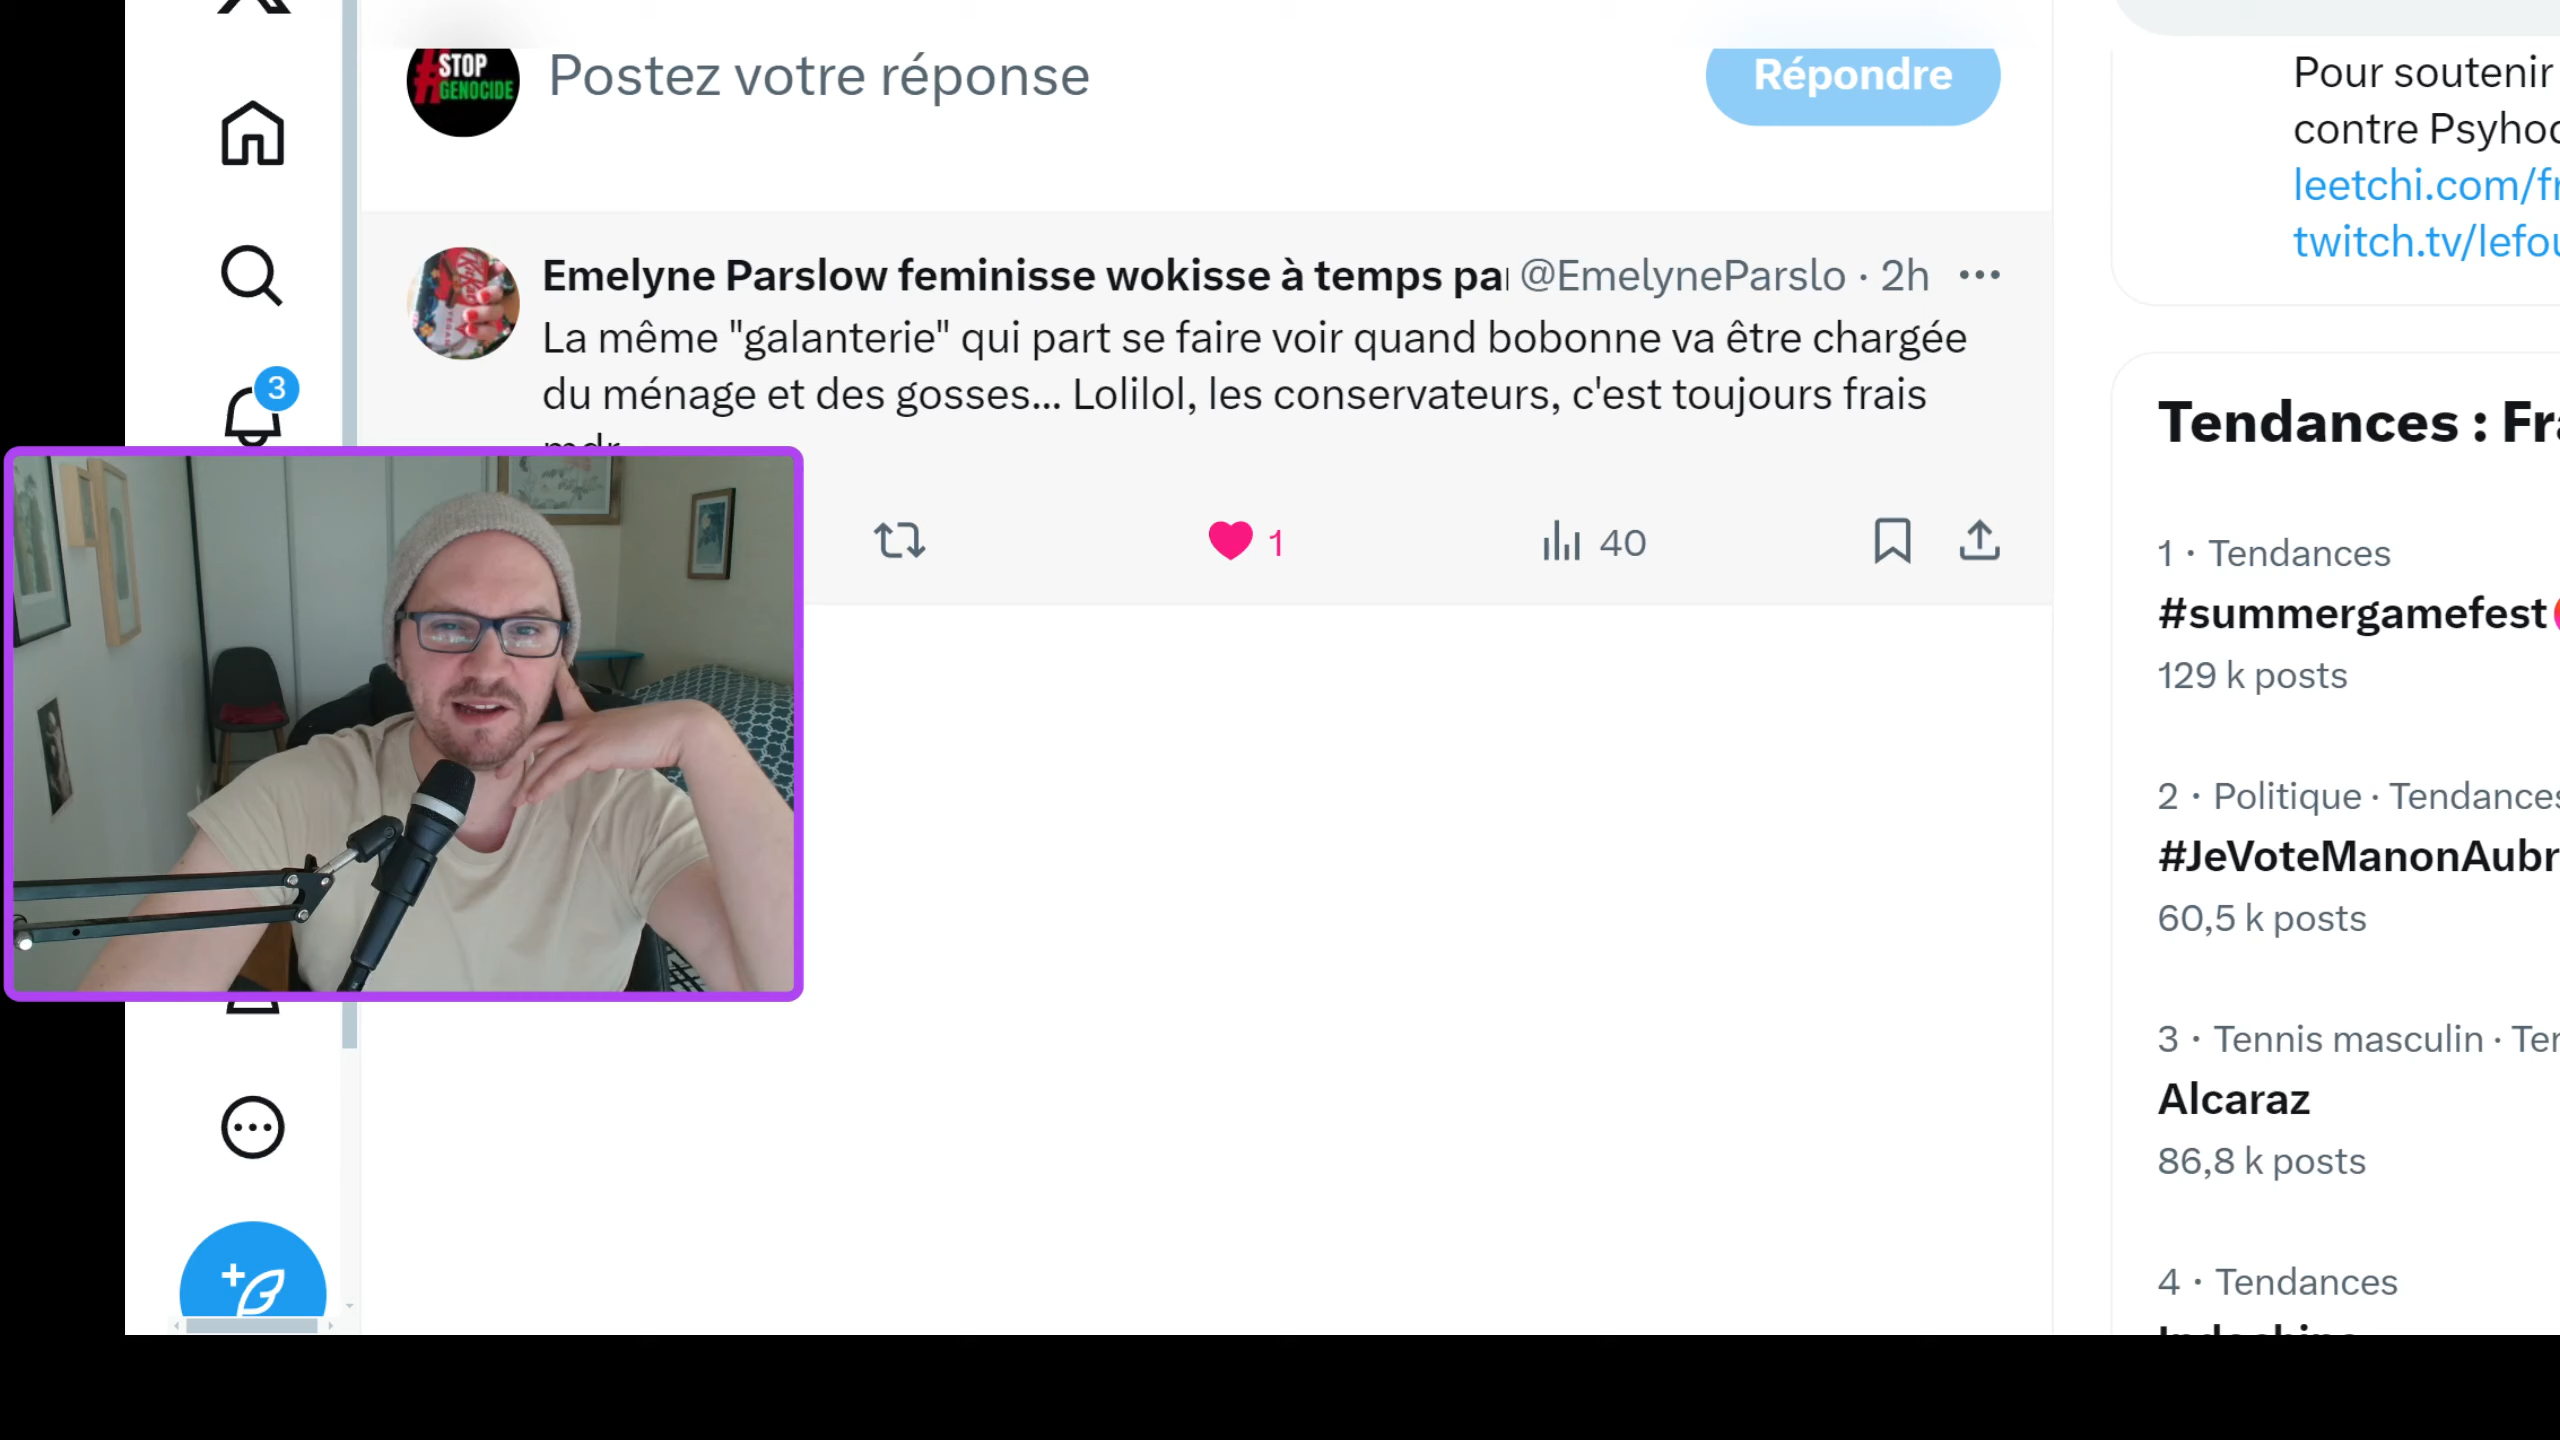 #STOP
GENOCIDE
Postez votre réponse
Répondre
3
Emelyne Parslow feminisse wokisse à temps pa @EmelyneParslo · 2h
La même "galanterie" qui part se faire voir quand bobonne va être chargée
du ménage et des gosses... Lolilol, les conservateurs, c'est toujours frais
mdr
1
40
Pour soutenir
contre Psyhoc
leetchi.com/fr
twitch.tv/lefou
Tendances : Fra
1 · Tendances
#summergamefest
129 k posts
2 · Politique · Tendances
#JeVoteManonAubr
60,5 k posts
3 · Tennis masculin · Ten
Alcaraz
86,8 k posts
4 · Tendances